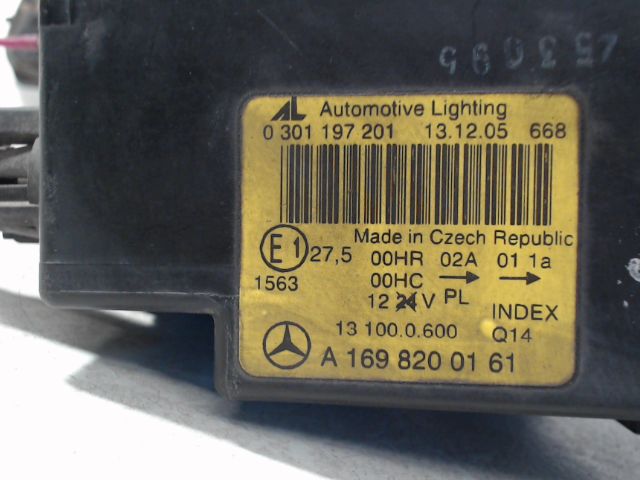 753095
AL Automotive Lighting
0 301 197 201 13.12.05 668
Made in Czech Republic
E1 27,5 00HR 02A 01 1a
1563 00HC → →
12 24 V PL
INDEX
13 100.0.600 Q14
A 169 820 01 61